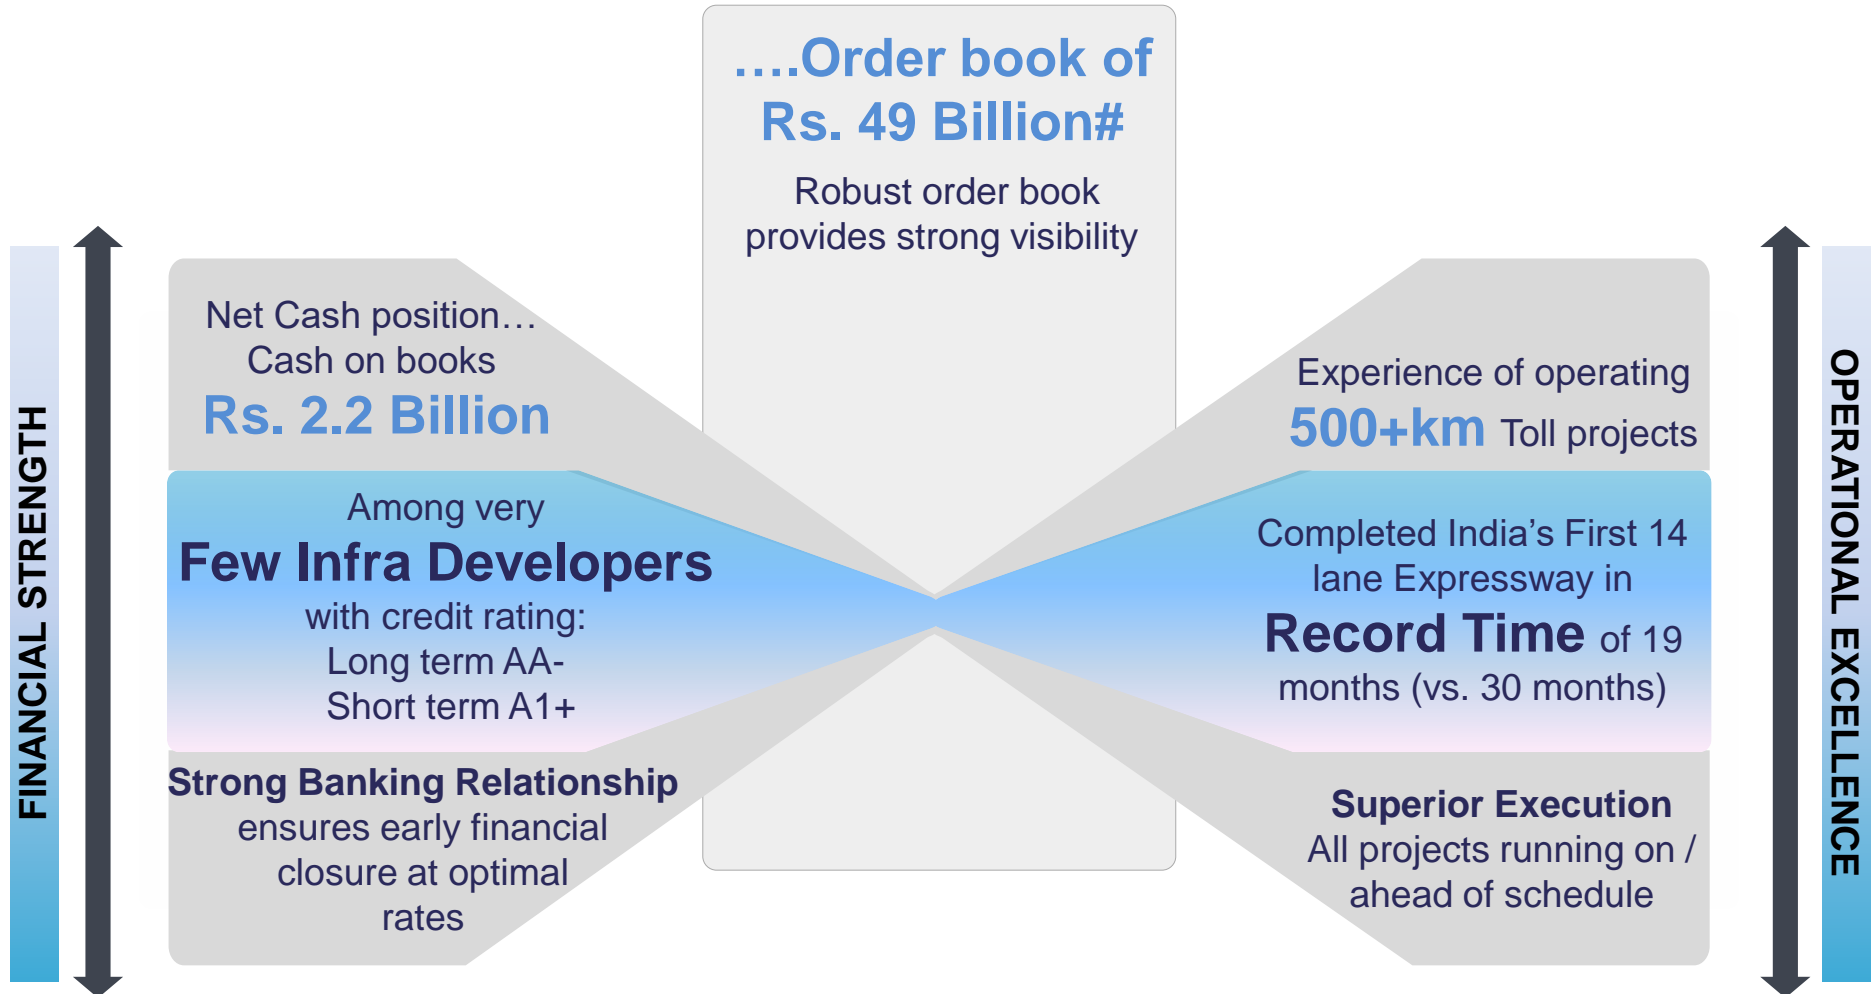 ….Order book of
Rs. 49 Billion#
Robust order book
provides strong visibility
FINANCIAL STRENGTH
Net Cash position…
Cash on books
Rs. 2.2 Billion
Among very
Few Infra Developers
with credit rating:
Long term AA-
Short term A1+
Strong Banking Relationship
ensures early financial
closure at optimal
rates
Experience of operating
500+km Toll projects
Completed India’s First 14
lane Expressway in
Record Time of 19
months (vs. 30 months)
Superior Execution
All projects running on /
ahead of schedule
OPERATIONAL EXCELLENCE